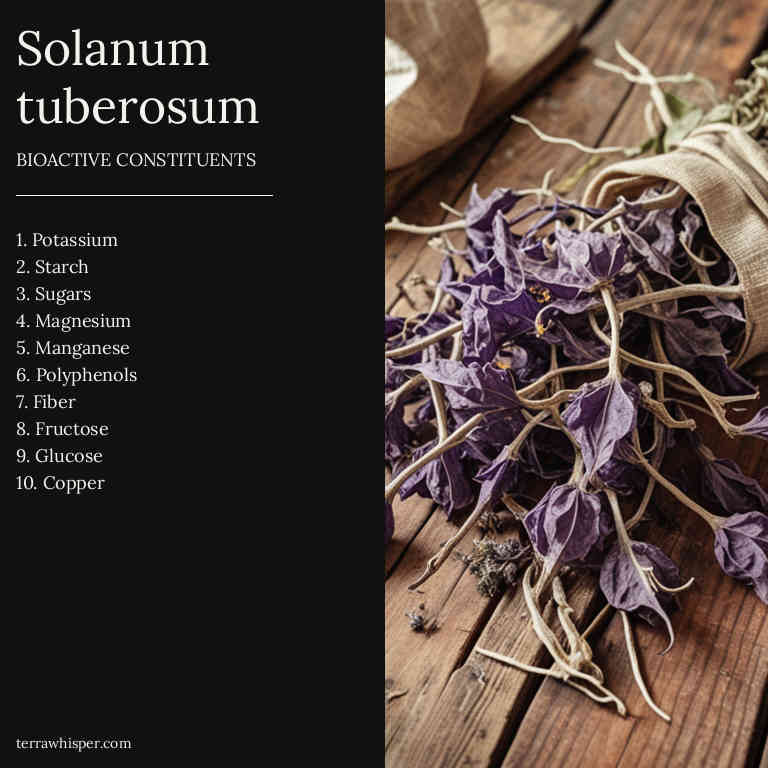 Solanum
tuberosum
BIOACTIVE CONSTITUENTS
1. Potassium
2. Starch
3. Sugars
4. Magnesium
5. Manganese
6. Polyphenols
7. Fiber
8. Fructose
9. Glucose
10. Copper
terrawhisper.com